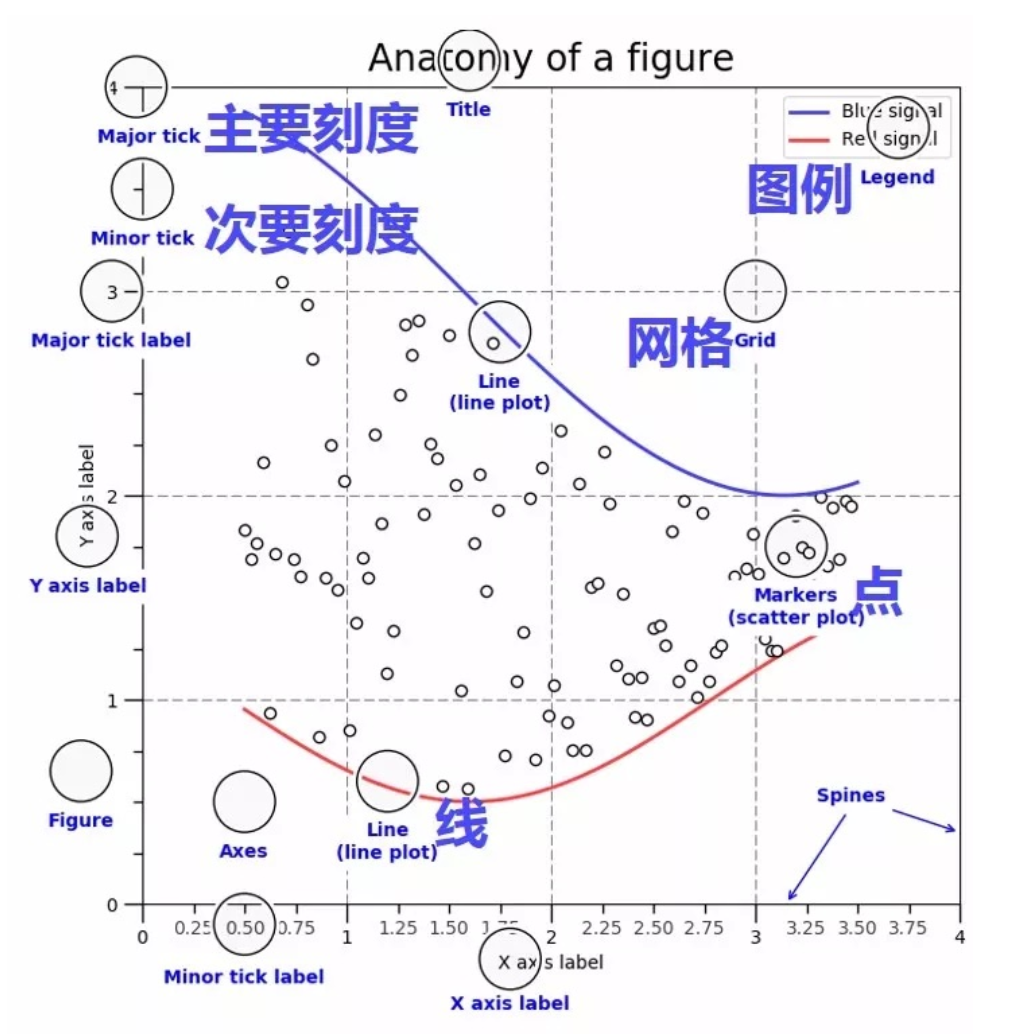 Anatomy of a figure
Title
4
Major tick
主要刻度
Blue signal
Red signal
图例
Legend
Minor tick
次要刻度
3
Major tick label
网格
Grid
Line
(line plot)
Y axis label
2
Y axis label
Markers
(scatter plot)
点
1
Figure
Axes
Line
(line plot)
线
Spines
0
0 0.25 0.50 0.75 1 1.25 1.50 2 2.25 2.50 2.75 3 3.25 3.50 3.75 4
Minor tick label
X axis label
X axis label